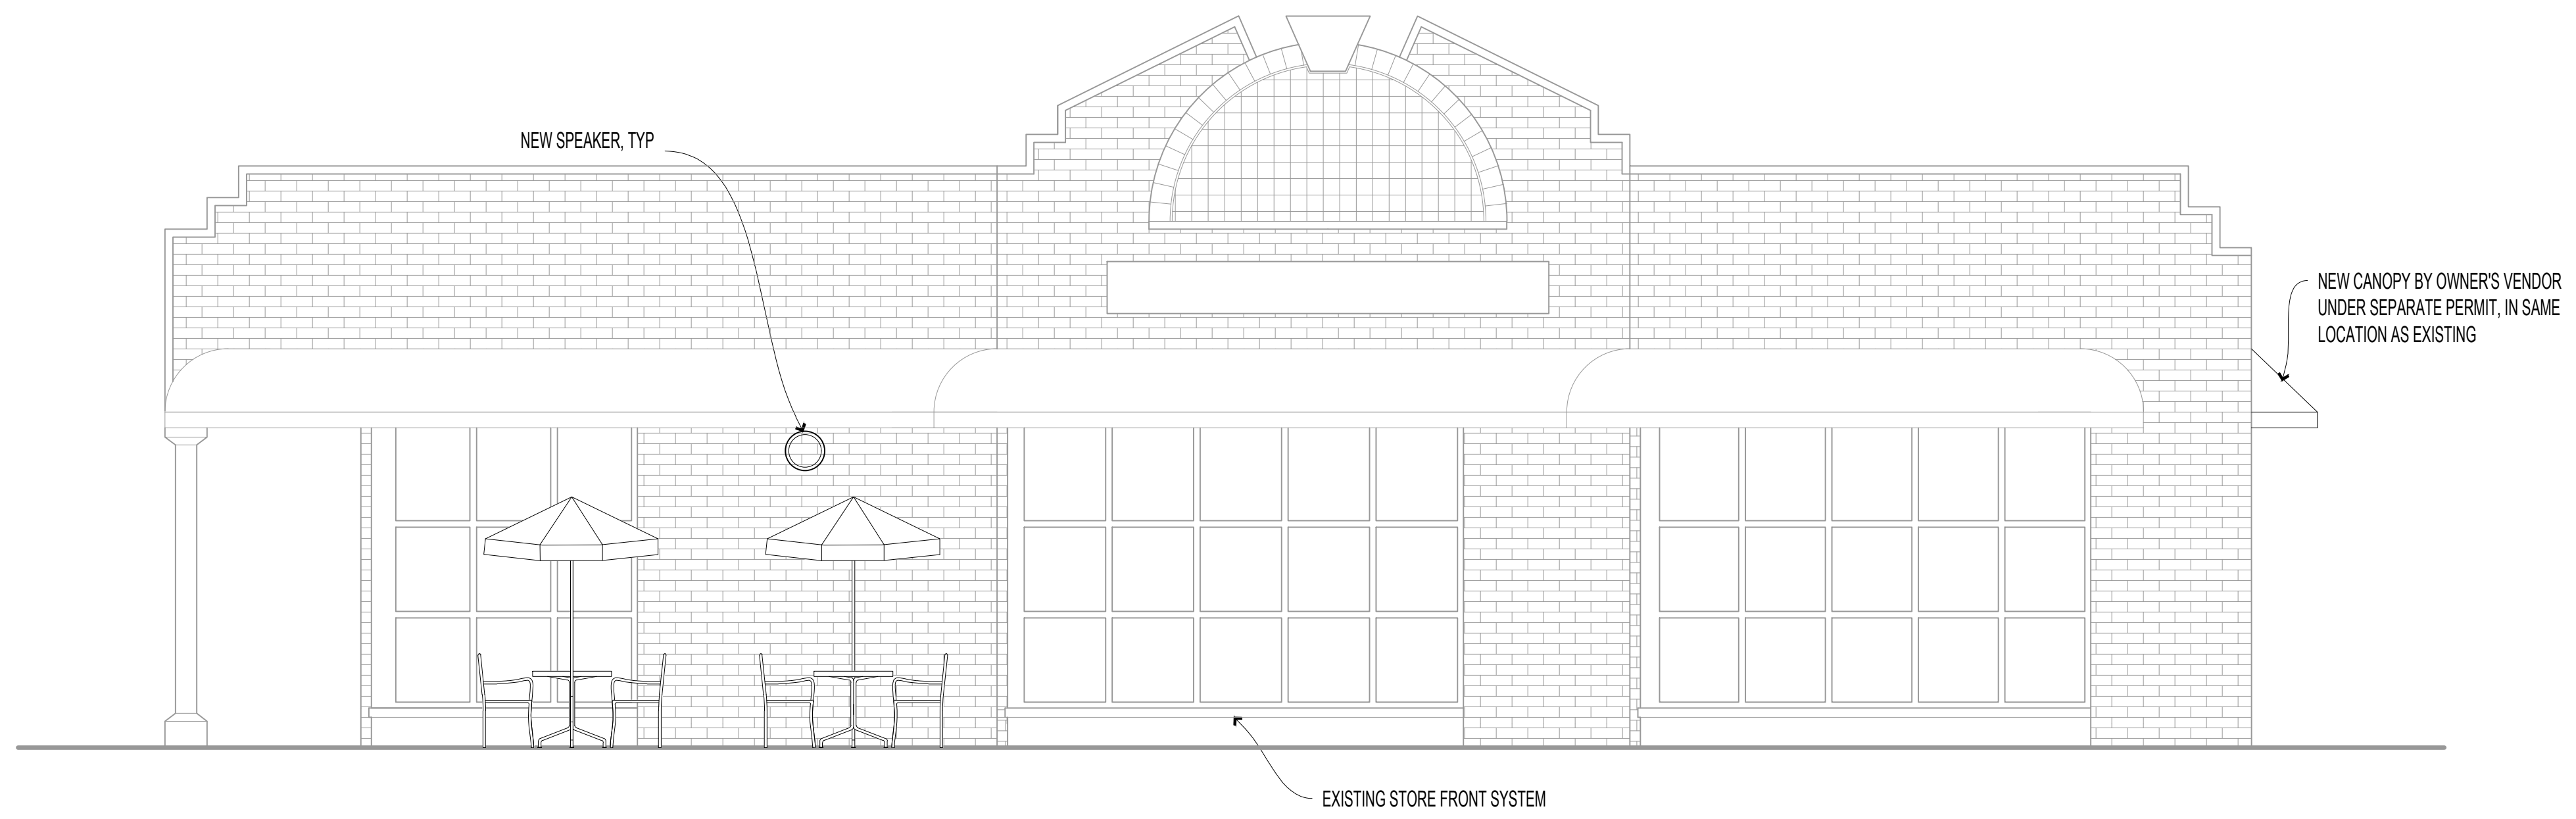 NEW SPEAKER, TYP
NEW CANOPY BY OWNER'S VENDOR
UNDER SEPARATE PERMIT, IN SAME
LOCATION AS EXISTING
EXISTING STORE FRONT SYSTEM